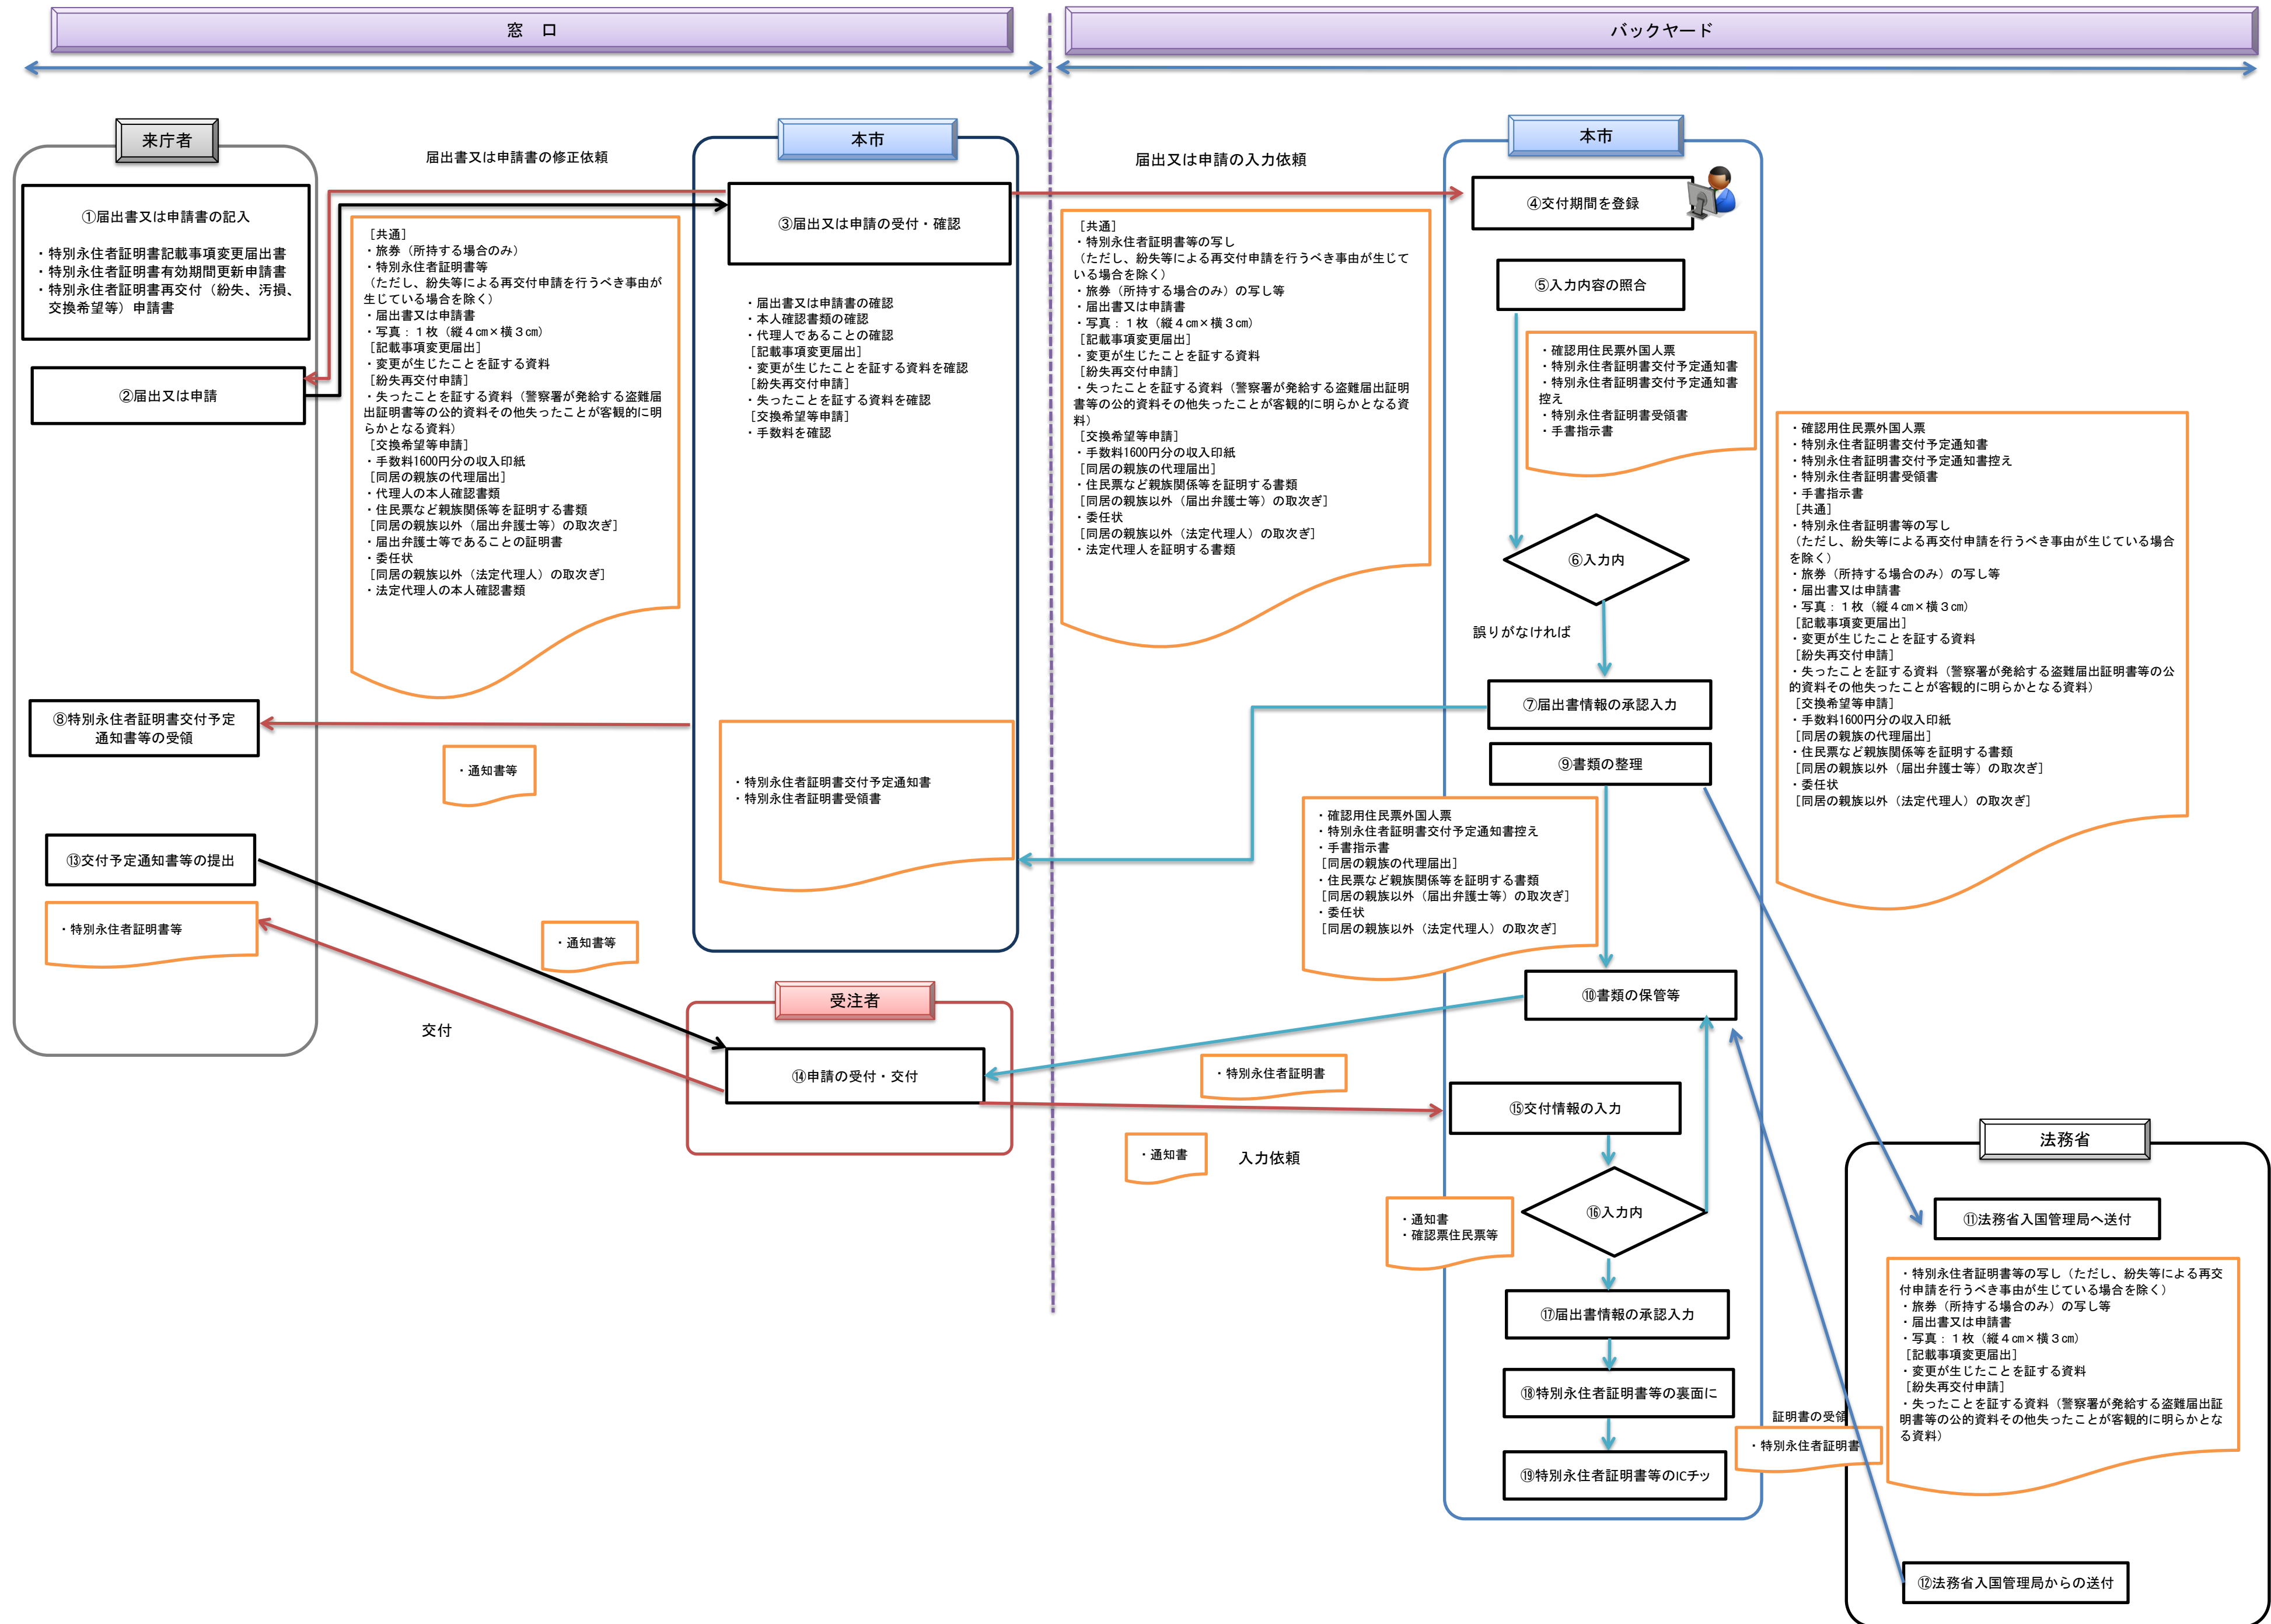 窓　口
バックヤード
来庁者
①届出書又は申請書の記入
・特別永住者証明書記載事項変更届出書
・特別永住者証明書有効期間更新申請書
・特別永住者証明書再交付（紛失、汚損、
交換希望等）申請書
②届出又は申請
届出書又は申請書の修正依頼
［共通］
・旅券（所持する場合のみ）
・特別永住者証明書等
（ただし、紛失等による再交付申請を行うべき事由が
生じている場合を除く）
・届出書又は申請書
・写真：１枚（縦４㎝×横３㎝）
［記載事項変更届出］
・変更が生じたことを証する資料
［紛失再交付申請］
・失ったことを証する資料（警察署が発給する盗難届
出証明書等の公的資料その他失ったことが客観的に明
らかとなる資料）
［交換希望等申請］
・手数料1600円分の収入印紙
［同居の親族の代理届出］
・代理人の本人確認書類
・住民票など親族関係等を証明する書類
［同居の親族以外（届出弁護士等）の取次ぎ］
・届出弁護士等であることの証明書
・委任状
［同居の親族以外（法定代理人）の取次ぎ］
・法定代理人の本人確認書類
本市
③届出又は申請の受付・確認
・届出書又は申請書の確認
・本人確認書類の確認
・代理人であることの確認
［記載事項変更届出］
・変更が生じたことを証する資料を確認
［紛失再交付申請］
・失ったことを証する資料を確認
［交換希望等申請］
・手数料を確認
届出又は申請の入力依頼
［共通］
・特別永住者証明書等の写し
（ただし、紛失等による再交付申請を行うべき事由が生じて
いる場合を除く）
・旅券（所持する場合のみ）の写し等
・届出書又は申請書
・写真：１枚（縦４㎝×横３㎝）
［記載事項変更届出］
・変更が生じたことを証する資料
［紛失再交付申請］
・失ったことを証する資料（警察署が発給する盗難届出証明
書等の公的資料その他失ったことが客観的に明らかとなる資
料）
［交換希望等申請］
・手数料1600円分の収入印紙
［同居の親族の代理届出］
・住民票など親族関係等を証明する書類
［同居の親族以外（届出弁護士等）の取次ぎ］
・委任状
［同居の親族以外（法定代理人）の取次ぎ］
・法定代理人を証明する書類
本市
④交付期間を登録
⑤入力内容の照合
・確認用住民票外国人票
・特別永住者証明書交付予定通知書
・特別永住者証明書交付予定通知書
控え
・特別永住者証明書受領書
・手書指示書
⑥入力内
誤りがなければ
⑦届出書情報の承認入力
・確認用住民票外国人票
・特別永住者証明書交付予定通知書
・特別永住者証明書交付予定通知書控え
・特別永住者証明書受領書
・手書指示書
［共通］
・特別永住者証明書等の写し
（ただし、紛失等による再交付申請を行うべき事由が生じている場合
を除く）
・旅券（所持する場合のみ）の写し等
・届出書又は申請書
・写真：１枚（縦４㎝×横３㎝）
［記載事項変更届出］
・変更が生じたことを証する資料
［紛失再交付申請］
・失ったことを証する資料（警察署が発給する盗難届出証明書等の公
的資料その他失ったことが客観的に明らかとなる資料）
［交換希望等申請］
・手数料1600円分の収入印紙
［同居の親族の代理届出］
・住民票など親族関係等を証明する書類
［同居の親族以外（届出弁護士等）の取次ぎ］
・委任状
［同居の親族以外（法定代理人）の取次ぎ］
⑧特別永住者証明書交付予定
通知書等の受領
・通知書等
・特別永住者証明書交付予定通知書
・特別永住者証明書受領書
⑨書類の整理
・確認用住民票外国人票
・特別永住者証明書交付予定通知書控え
・手書指示書
［同居の親族の代理届出］
・住民票など親族関係等を証明する書類
［同居の親族以外（届出弁護士等）の取次ぎ］
・委任状
［同居の親族以外（法定代理人）の取次ぎ］
⑩書類の保管等
⑬交付予定通知書等の提出
・特別永住者証明書等
・通知書等
交付
受注者
⑭申請の受付・交付
・特別永住者証明書
・通知書
入力依頼
⑮交付情報の入力
⑯入力内
・通知書
・確認票住民票等
⑰届出書情報の承認入力
⑱特別永住者証明書等の裏面に
⑲特別永住者証明書等のICチッ
証明書の受領
・特別永住者証明書
法務省
⑪法務省入国管理局へ送付
・特別永住者証明書等の写し（ただし、紛失等による再交
付申請を行うべき事由が生じている場合を除く）
・旅券（所持する場合のみ）の写し等
・届出書又は申請書
・写真：１枚（縦４㎝×横３㎝）
［記載事項変更届出］
・変更が生じたことを証する資料
［紛失再交付申請］
・失ったことを証する資料（警察署が発給する盗難届出証
明書等の公的資料その他失ったことが客観的に明らかとな
る資料）
⑫法務省入国管理局からの送付